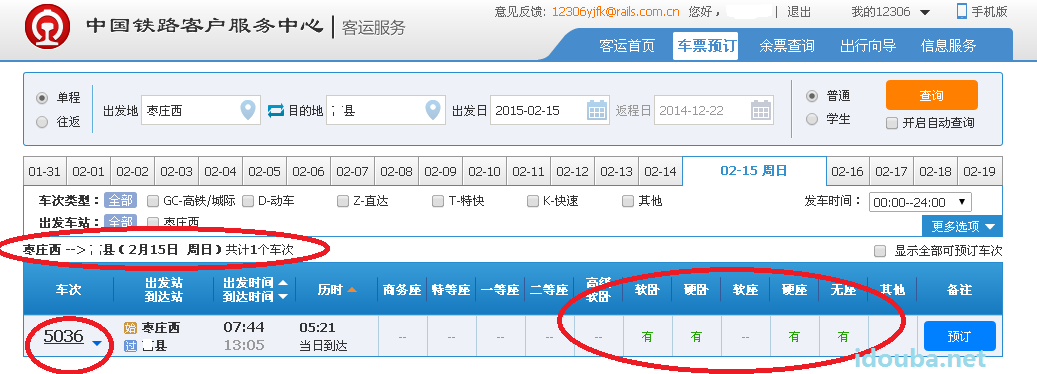 中国铁路客户服务中心 | 客运服务
意见反馈: 12306yjfk@rails.com.cn 您好, | 退出 我的12306 手机版
客运首页 车票预订 余票查询 出行向导 信息服务
单程 往返
出发地 枣庄西 目的地 县 出发日 2015-02-15 返程日 2014-12-22
普通 学生
查询
开启自动查询
01-31 02-01 02-02 02-03 02-04 02-05 02-06 02-07 02-08 02-09 02-10 02-11 02-12 02-13 02-14 02-15 周日 02-16 02-17 02-18 02-19
车次类型: 全部 GC-高铁/城际 D-动车 Z-直达 T-特快 K-快速 其他 发车时间: 00:00--24:00
出发车站: 全部 枣庄西
更多选项
枣庄西 --> 县 (2月15日 周日) 共计1个车次 显示全部可预订车次
车次 出发站 到达站 出发时间 到达时间 历时 商务座 特等座 一等座 二等座 高级软卧 软卧 硬卧 软座 硬座 无座 其他 备注
5036 始 枣庄西 07:44 05:21 -- -- -- -- -- 有 有 -- 有 有 -- 预订
过 县 13:05 当日到达
idouba.net